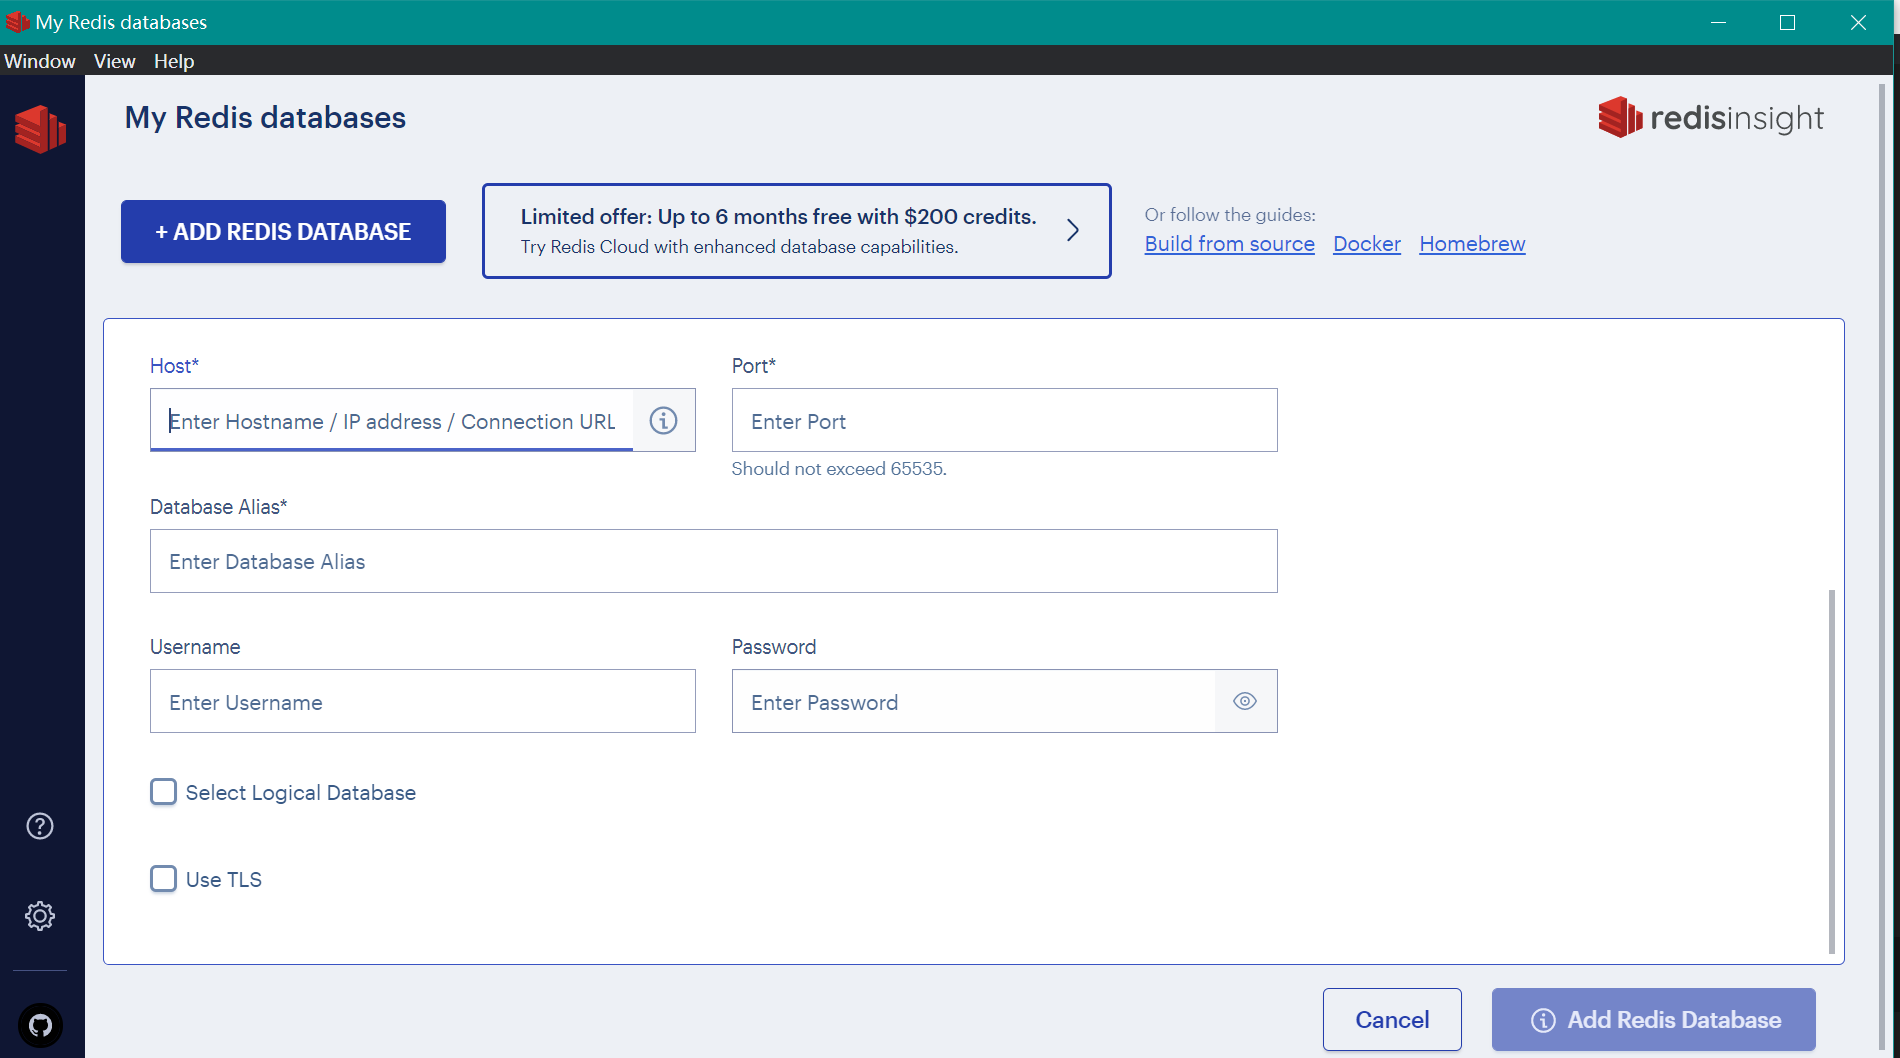 My Redis databases
Window View Help
My Redis databases
redisinsight
+ ADD REDIS DATABASE
Limited offer: Up to 6 months free with $200 credits.
Try Redis Cloud with enhanced database capabilities.
Or follow the guides:
Build from source Docker Homebrew
Host* Port*
Enter Hostname / IP address / Connection URL Enter Port
Should not exceed 65535.
Database Alias*
Enter Database Alias
Username Password
Enter Username Enter Password
Select Logical Database
Use TLS
Cancel Add Redis Database